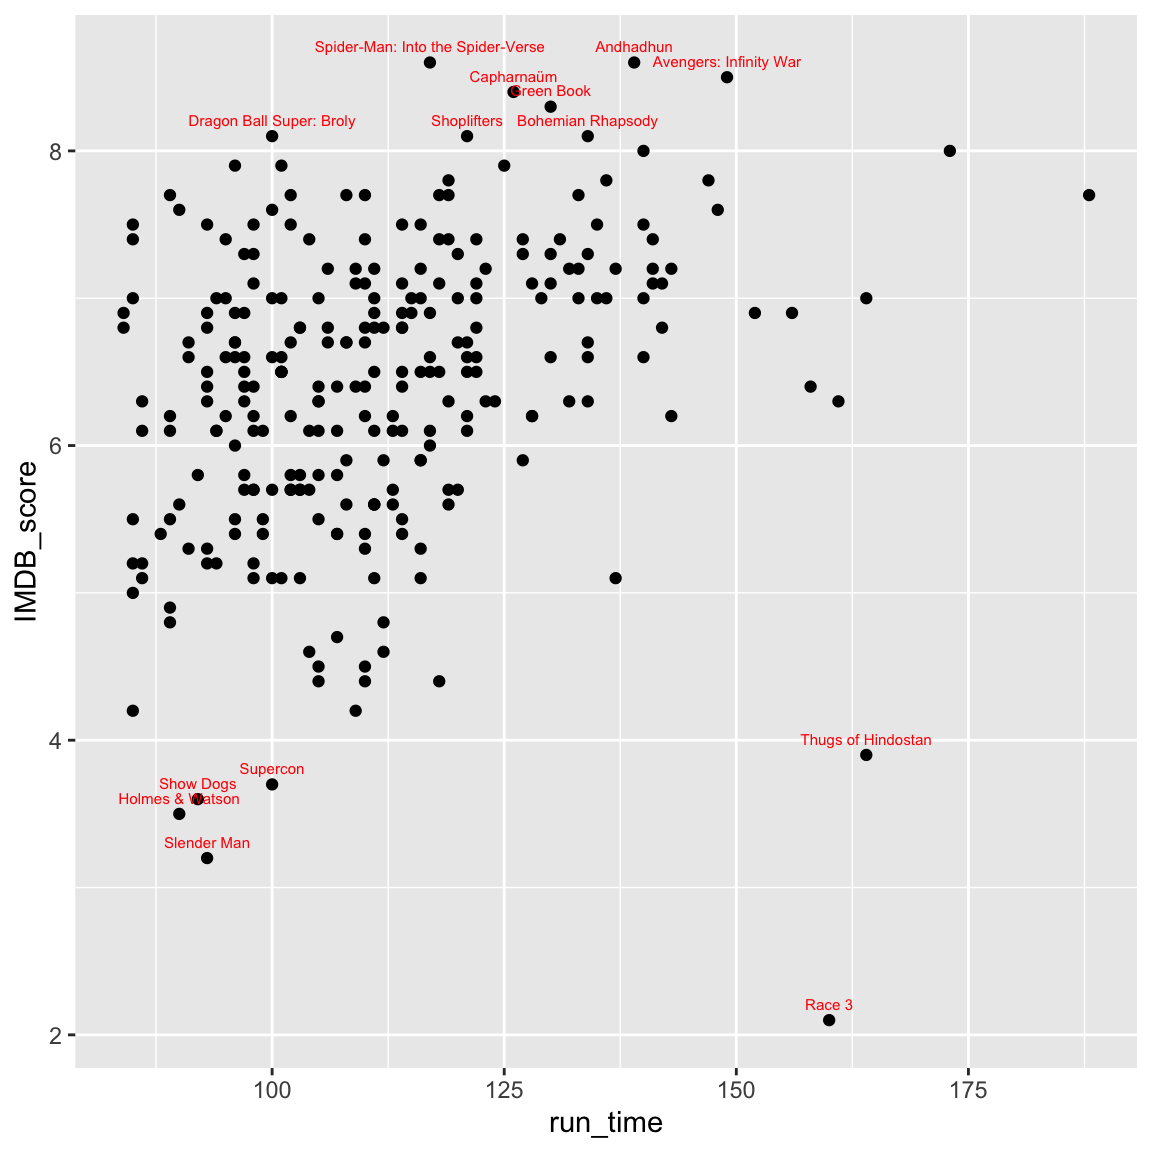 Spider-Man: Into the Spider-Verse
Andhadhun
Avengers: Infinity War
Capharnaüm
Green Book
Dragon Ball Super: Broly
Shoplifters
Bohemian Rhapsody
8
6
IMDB_score
4
Thugs of Hindostan
Supercon
Show Dogs
Holmes & Watson
Slender Man
Race 3
2
100
125
150
175
run_time